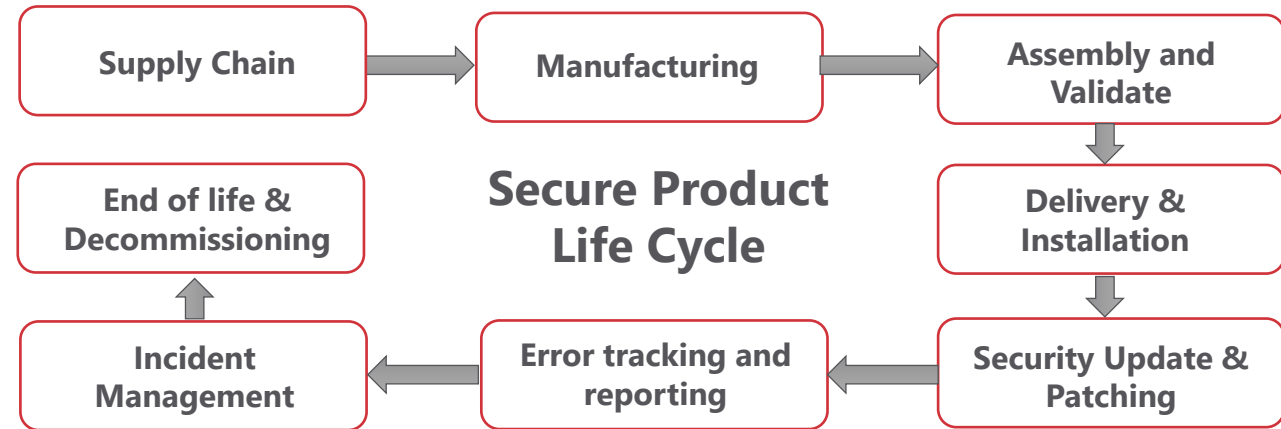 Supply Chain
Manufacturing
Assembly and
Validate
Secure Product
Life Cycle
Delivery &
Installation
Security Update &
Patching
Error tracking and
reporting
Incident
Management
End of life &
Decommissioning